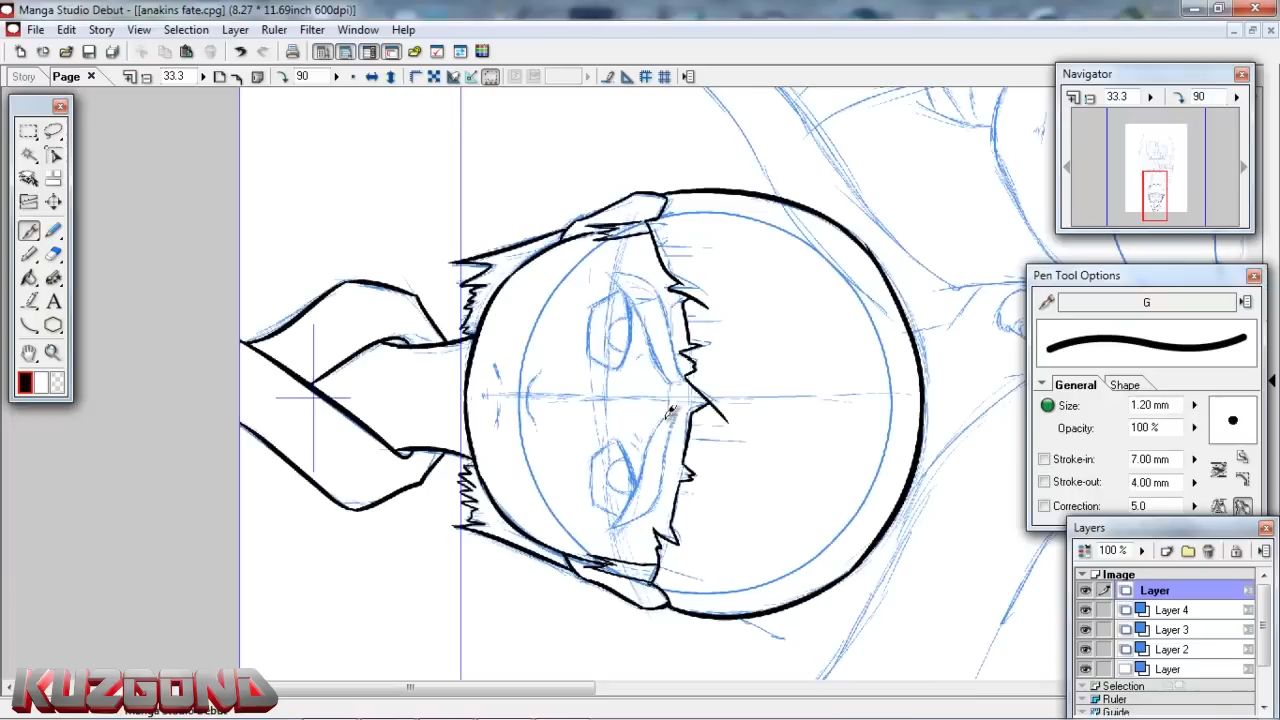 Manga Studio Debut - [[anakins fate.cpg] (8.27 * 11.69inch 600dpi)]
File Edit Story View Selection Layer Ruler Filter Window Help
Story Page 33.3 90
Navigator
33.3 90
Pen Tool Options
G
General Shape
Size: 1.20 mm
Opacity: 100 %
Stroke-in: 7.00 mm
Stroke-out: 4.00 mm
Correction: 5.0
Layers
100 %
Image
Layer
Layer 4
Layer 3
Layer 2
Layer
Selection
Ruler
Guide
KUZGOND